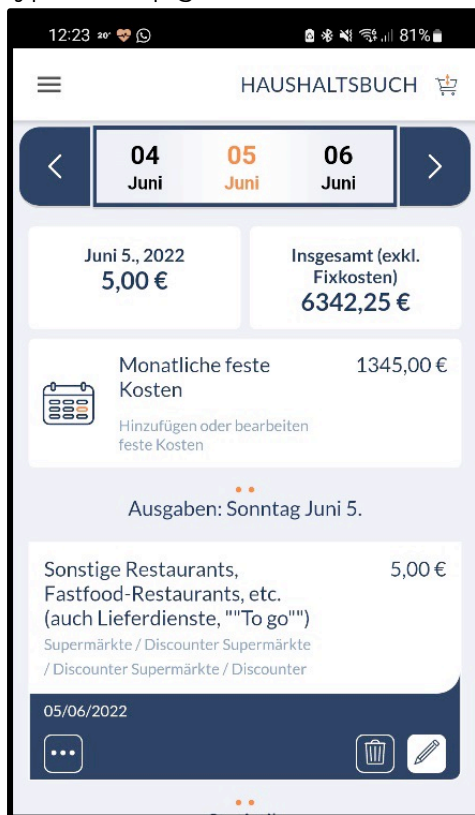 12:23 20° 81%
HAUSHALTSBUCH
04 05 06
Juni Juni Juni
Juni 5., 2022
5,00 €
Insgesamt (exkl.
Fixkosten)
6342,25 €
Monatliche feste
Kosten
1345,00 €
Hinzufügen oder bearbeiten
feste Kosten
Ausgaben: Sonntag Juni 5.
Sonstige Restaurants,
Fastfood-Restaurants, etc.
(auch Lieferdienste, ""To go"")
5,00 €
Supermärkte / Discounter Supermärkte
/ Discounter Supermärkte / Discounter
05/06/2022